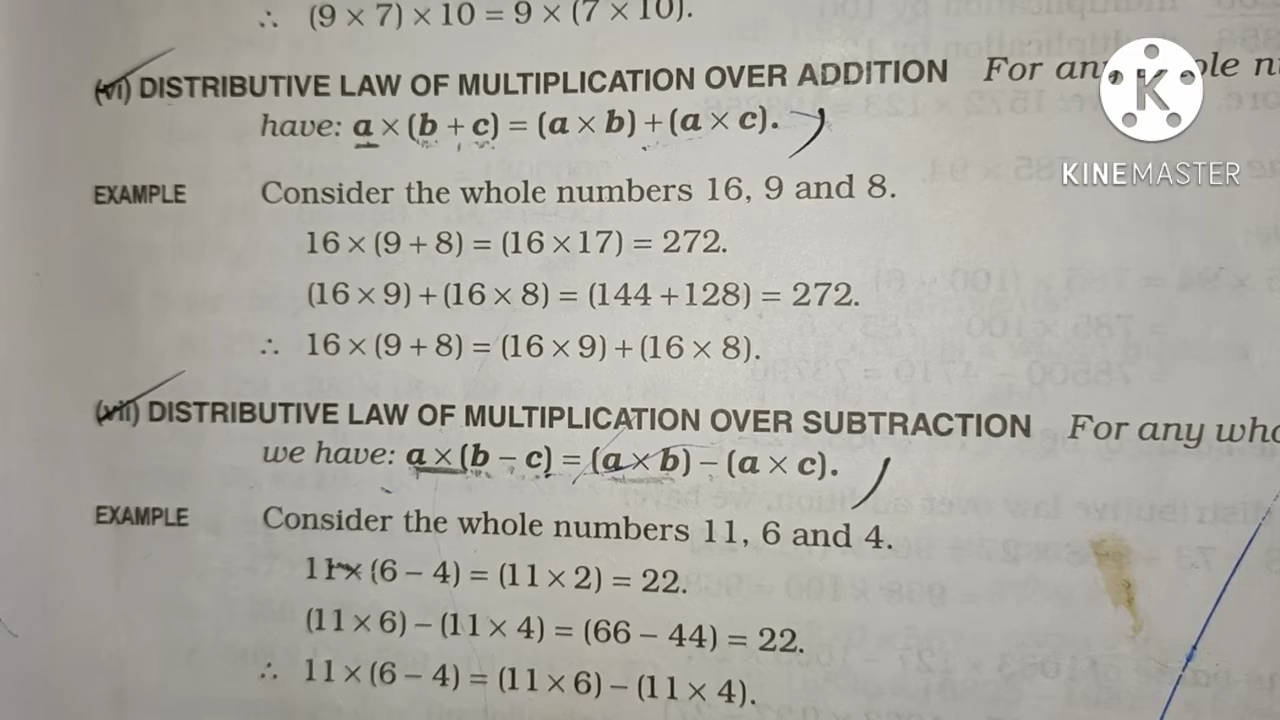 ∴ (9 × 7) × 10 = 9 × (7 × 10).
(vi) DISTRIBUTIVE LAW OF MULTIPLICATION OVER ADDITION For any
have: a × (b + c) = (a × b) + (a × c).
K
KINEMASTER
EXAMPLE Consider the whole numbers 16, 9 and 8.
16 × (9 + 8) = (16 × 17) = 272.
(16 × 9) + (16 × 8) = (144 + 128) = 272.
∴ 16 × (9 + 8) = (16 × 9) + (16 × 8).
(vii) DISTRIBUTIVE LAW OF MULTIPLICATION OVER SUBTRACTION For any who
we have: a × (b − c) = (a × b) − (a × c).
EXAMPLE Consider the whole numbers 11, 6 and 4.
11 × (6 − 4) = (11 × 2) = 22.
(11 × 6) − (11 × 4) = (66 − 44) = 22.
∴ 11 × (6 − 4) = (11 × 6) − (11 × 4).